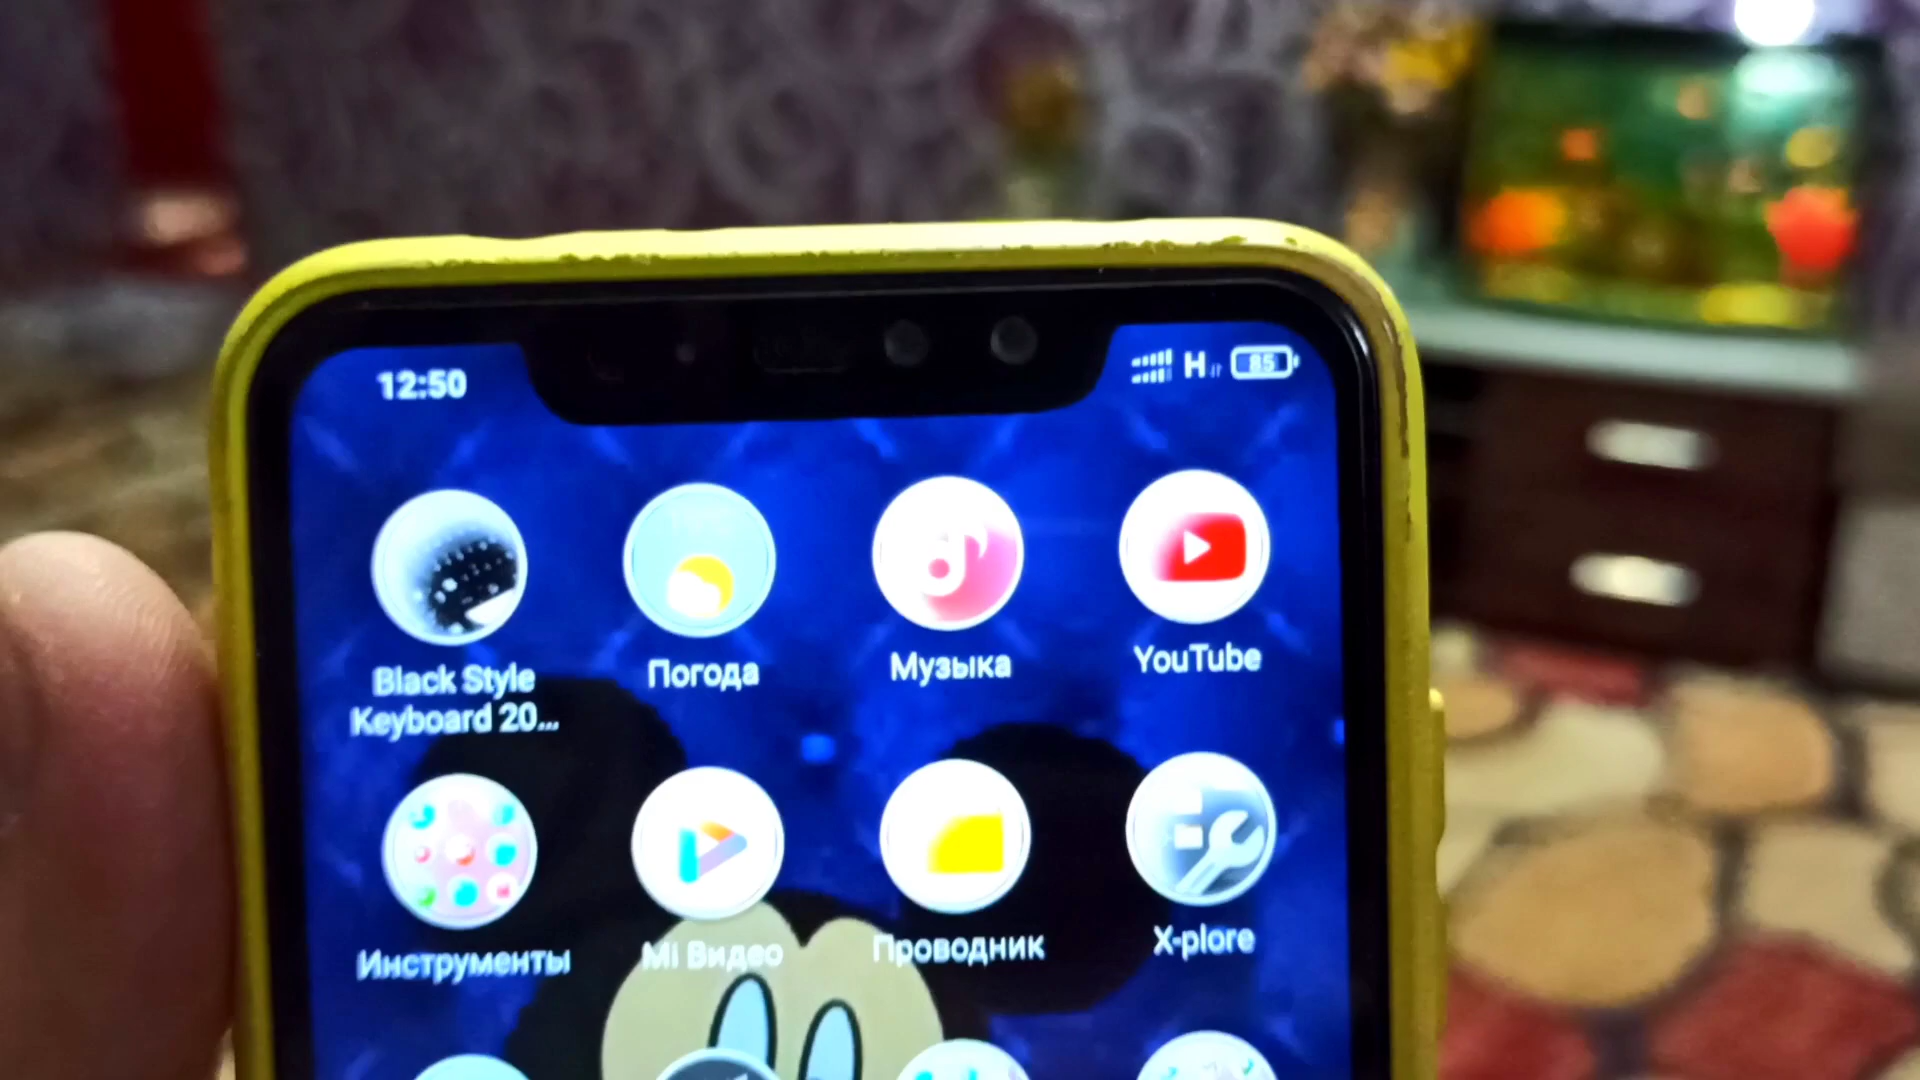 12:50
H
85
Black Style
Keyboard 20...
Погода
Музыка
YouTube
Инструменты
Mi Видео
Проводник
X-plore